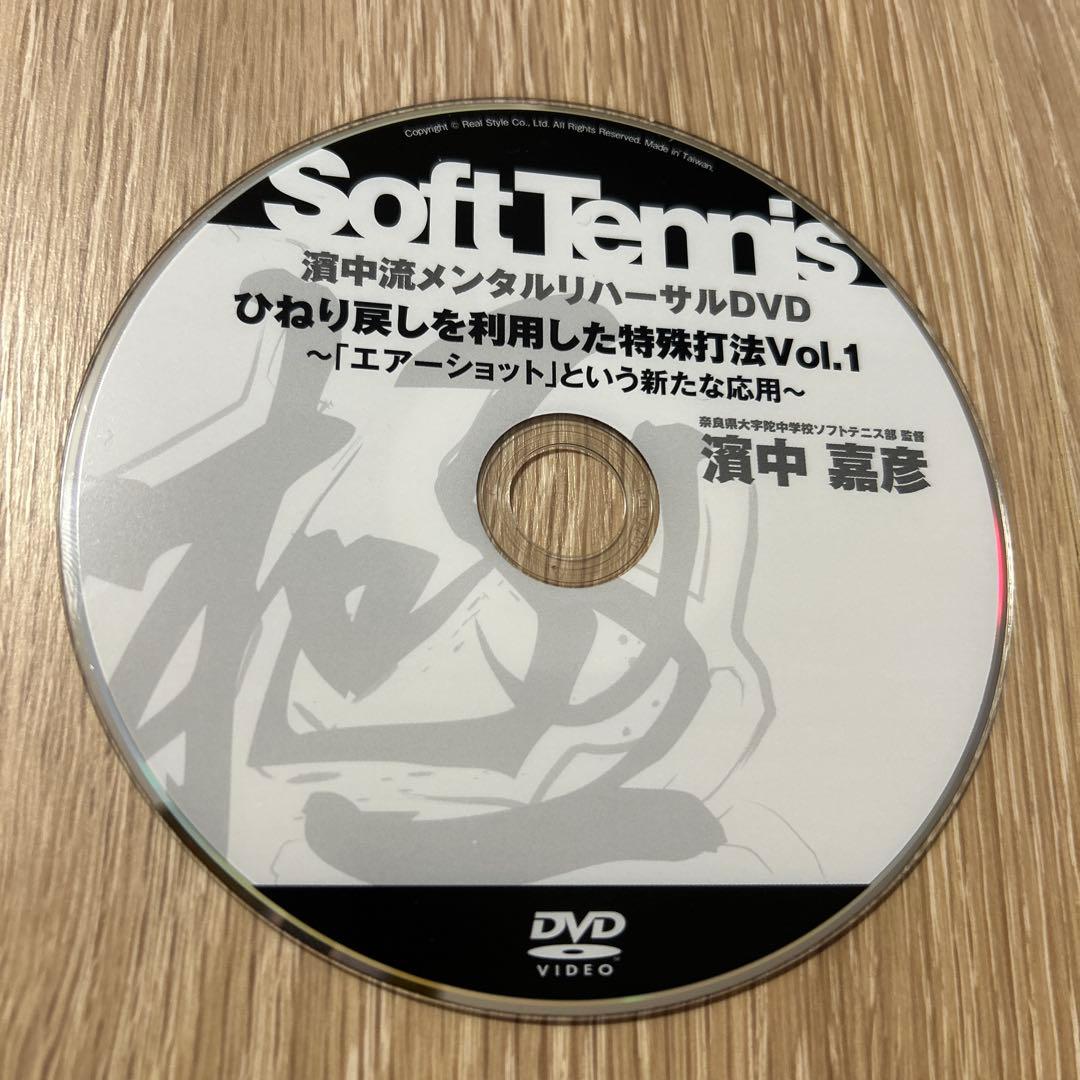 Copyright © Real Style Co., Ltd. All Rights Reserved. Made in Taiwan.
Soft Tennis
濱中流メンタルリハーサルDVD
ひねり戻しを利用した特殊打法Vol.1
～「エアーショット」という新たな応用～
奈良県大宇陀中学校ソフトテニス部 監督
濱中 嘉彦
DVD
VIDEO